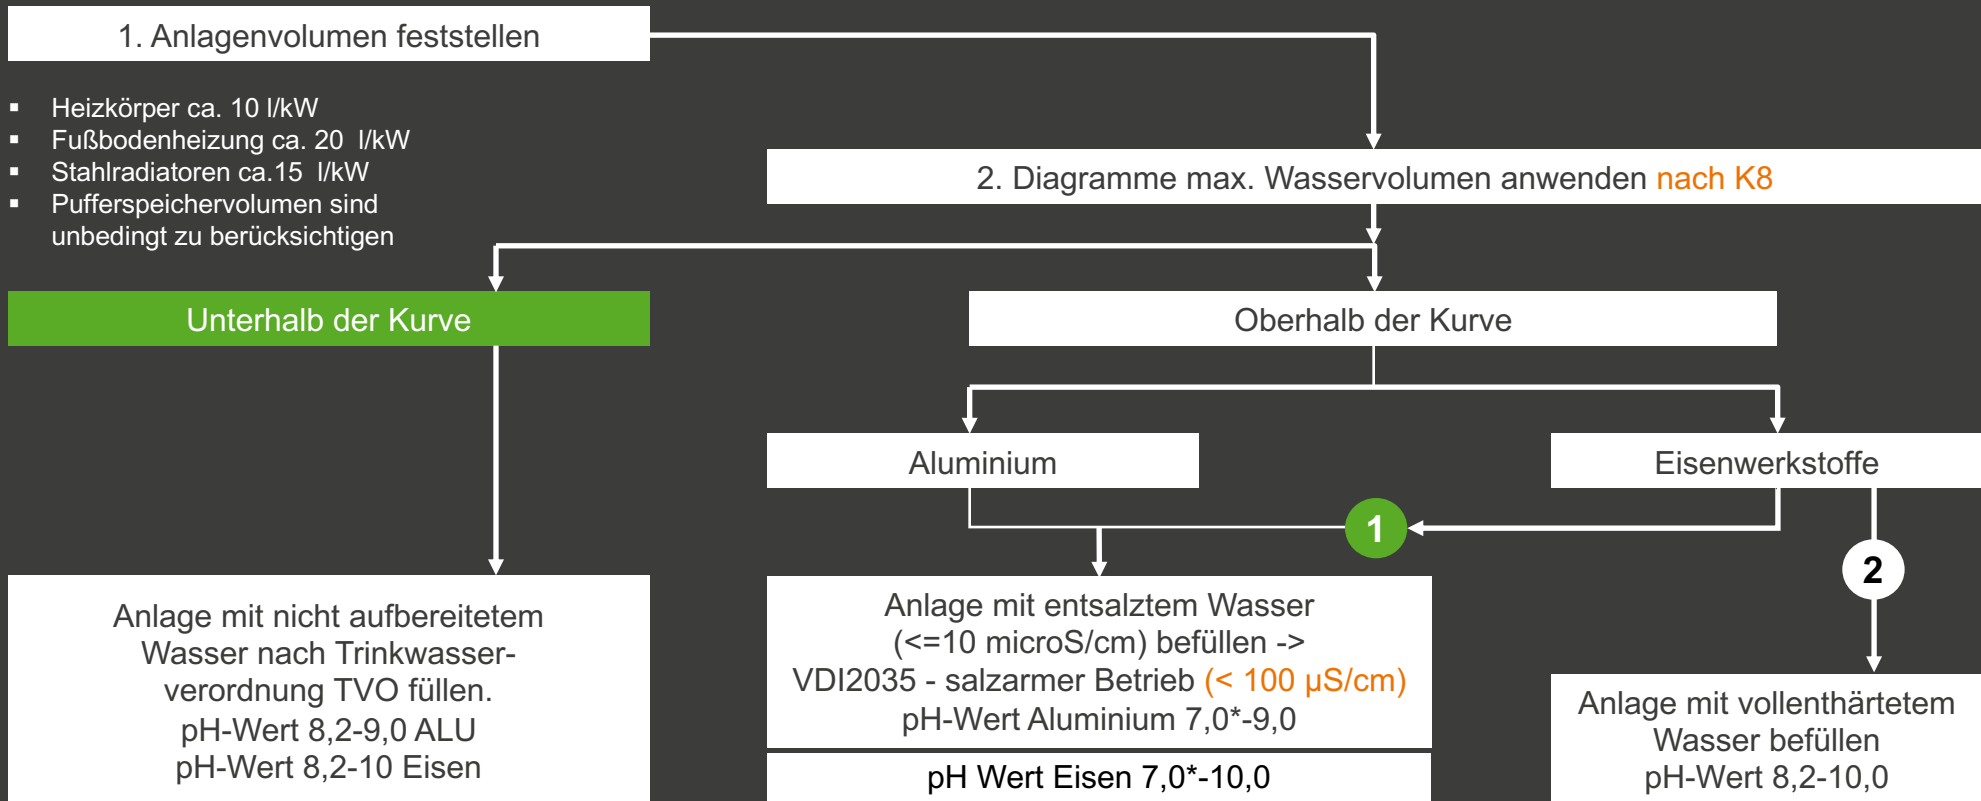 1. Anlagenvolumen feststellen
▪ Heizkörper ca. 10 l/kW
▪ Fußbodenheizung ca. 20 l/kW
▪ Stahlradiatoren ca.15 l/kW
▪ Pufferspeichervolumen sind
unbedingt zu berücksichtigen
2. Diagramme max. Wasservolumen anwenden nach K8
Unterhalb der Kurve
Oberhalb der Kurve
Aluminium
Eisenwerkstoffe
1
2
Anlage mit nicht aufbereitetem
Wasser nach Trinkwasser-
verordnung TVO füllen.
pH-Wert 8,2-9,0 ALU
pH-Wert 8,2-10 Eisen
Anlage mit entsalztem Wasser
(<=10 microS/cm) befüllen ->
VDI2035 - salzarmer Betrieb (< 100 µS/cm)
pH-Wert Aluminium 7,0*-9,0
pH Wert Eisen 7,0*-10,0
Anlage mit vollenthärtetem
Wasser befüllen
pH-Wert 8,2-10,0